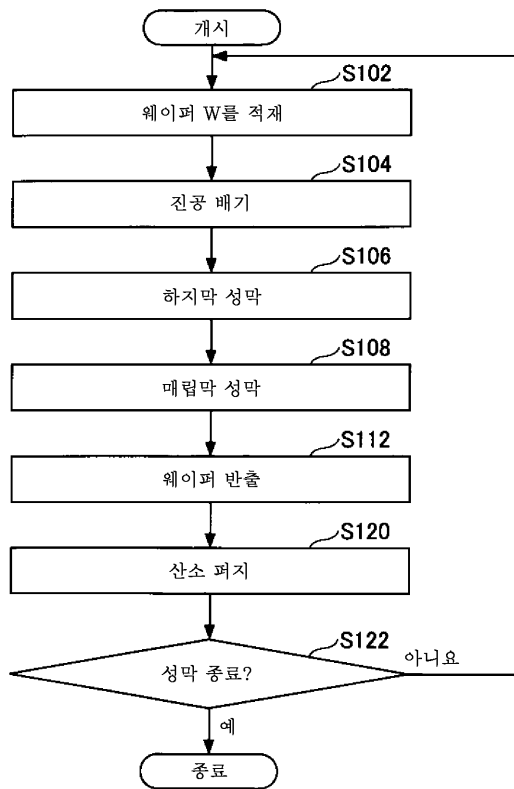 개시
S102
웨이퍼 W를 적재
S104
진공 배기
S106
하지막 성막
S108
매립막 성막
S112
웨이퍼 반출
S120
산소 퍼지
S122
성막 종료?
아니요
예
종료